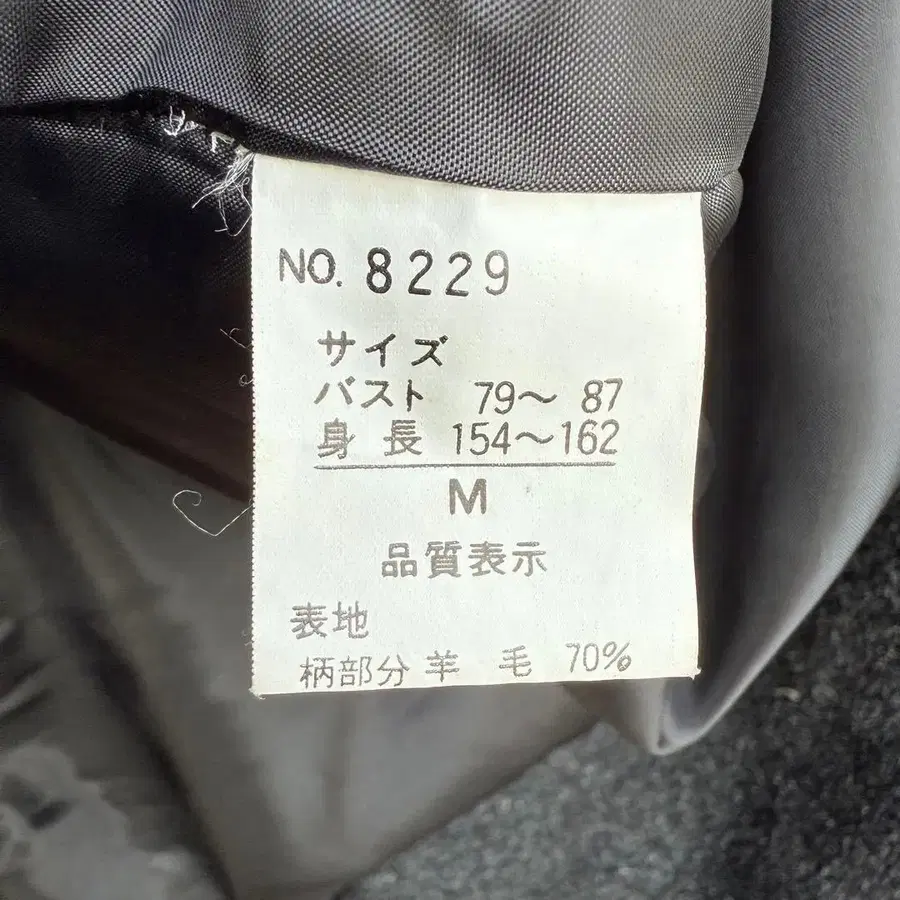 NO. 8229
サイズ
バスト 79〜 87
身長 154〜162
M
品質表示
表地
柄部分 羊毛 70%